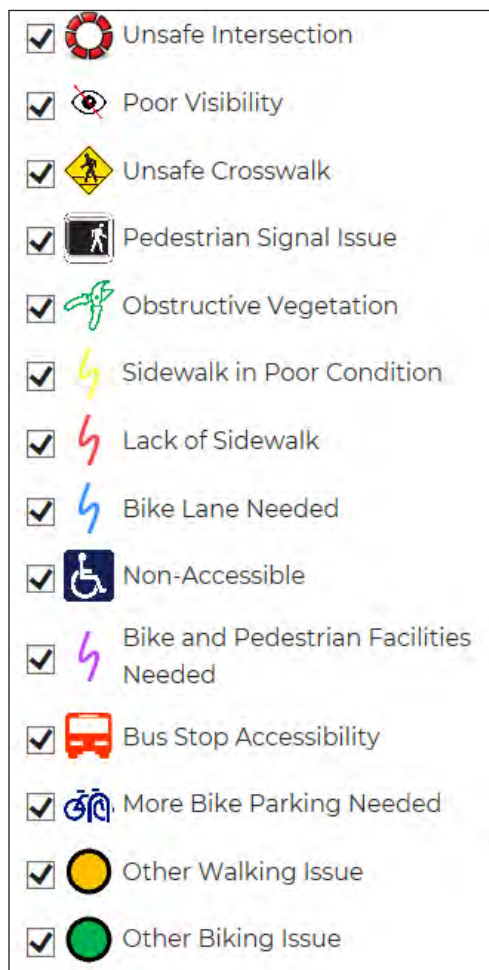 Unsafe Intersection
Poor Visibility
Unsafe Crosswalk
Pedestrian Signal Issue
Obstructive Vegetation
Sidewalk in Poor Condition
Lack of Sidewalk
Bike Lane Needed
Non-Accessible
Bike and Pedestrian Facilities
Needed
Bus Stop Accessibility
More Bike Parking Needed
Other Walking Issue
Other Biking Issue